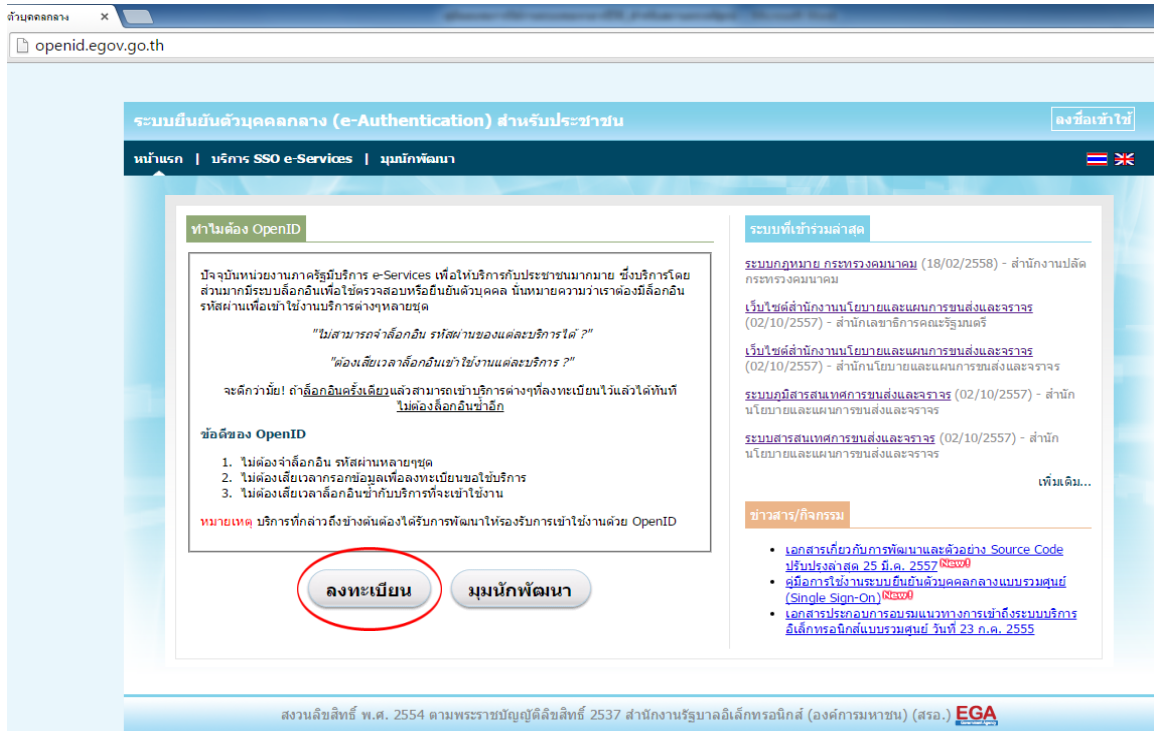 ตัวบุคคลกลาง
openid.egov.go.th
ระบบยืนยันตัวบุคคลกลาง (e-Authentication) สำหรับประชาชน
ลงชื่อเข้าใช้
หน้าแรก | บริการ SSO e-Services | มุมนักพัฒนา
ทำไมต้อง OpenID
ปัจจุบันหน่วยงานภาครัฐมีบริการ e-Services เพื่อให้บริการกับประชาชนมากมาย ซึ่งบริการโดย
ส่วนมากมีระบบล็อกอินเพื่อใช้ตรวจสอบหรือยืนยันตัวบุคคล นั่นหมายความว่าเราต้องมีล็อกอิน
รหัสผ่านเพื่อเข้าใช้งานบริการต่างๆหลายชุด
"ไม่สามารถจำล็อกอิน รหัสผ่านของแต่ละบริการได้ ?"
"ต้องเสียเวลาล็อกอินเข้าใช้งานแต่ละบริการ ?"
จะดีกว่ามั้ย! ถ้าล็อกอินครั้งเดียวแล้วสามารถเข้าบริการต่างๆที่ลงทะเบียนไว้แล้วได้ทันที
ไม่ต้องล็อกอินซ้ำอีก
ข้อดีของ OpenID
1. ไม่ต้องจำล็อกอิน รหัสผ่านหลายๆชุด
2. ไม่ต้องเสียเวลากรอกข้อมูลเพื่อลงทะเบียนขอใช้บริการ
3. ไม่ต้องเสียเวลาล็อกอินซ้ำกับบริการที่จะเข้าใช้งาน
หมายเหตุ บริการที่กล่าวถึงข้างต้นต้องได้รับการพัฒนาให้รองรับการเข้าใช้งานด้วย OpenID
ลงทะเบียน
มุมนักพัฒนา
ระบบที่เข้าร่วมล่าสุด
ระบบกฎหมาย กระทรวงคมนาคม (18/02/2558) - สำนักงานปลัด
กระทรวงคมนาคม
เว็บไซต์สำนักงานนโยบายและแผนการขนส่งและจราจร
(02/10/2557) - สำนักเลขาธิการคณะรัฐมนตรี
เว็บไซต์สำนักงานนโยบายและแผนการขนส่งและจราจร
(02/10/2557) - สำนักนโยบายและแผนการขนส่งและจราจร
ระบบภูมิสารสนเทศการขนส่งและจราจร (02/10/2557) - สำนัก
นโยบายและแผนการขนส่งและจราจร
ระบบสารสนเทศการขนส่งและจราจร (02/10/2557) - สำนัก
นโยบายและแผนการขนส่งและจราจร
เพิ่มเติม...
ข่าวสาร/กิจกรรม
เอกสารเกี่ยวกับการพัฒนาและตัวอย่าง Source Code
ปรับปรุงล่าสุด 25 มี.ค. 2557 New!
คู่มือการใช้งานระบบยืนยันตัวบุคคลกลางแบบรวมศูนย์
(Single Sign-On) New!
เอกสารประกอบการอบรมแนวทางการเข้าถึงระบบบริการ
อิเล็กทรอนิกส์แบบรวมศูนย์ วันที่ 23 ก.ค. 2555
สงวนลิขสิทธิ์ พ.ศ. 2554 ตามพระราชบัญญัติลิขสิทธิ์ 2537 สำนักงานรัฐบาลอิเล็กทรอนิกส์ (องค์การมหาชน) (สรอ.) EGA